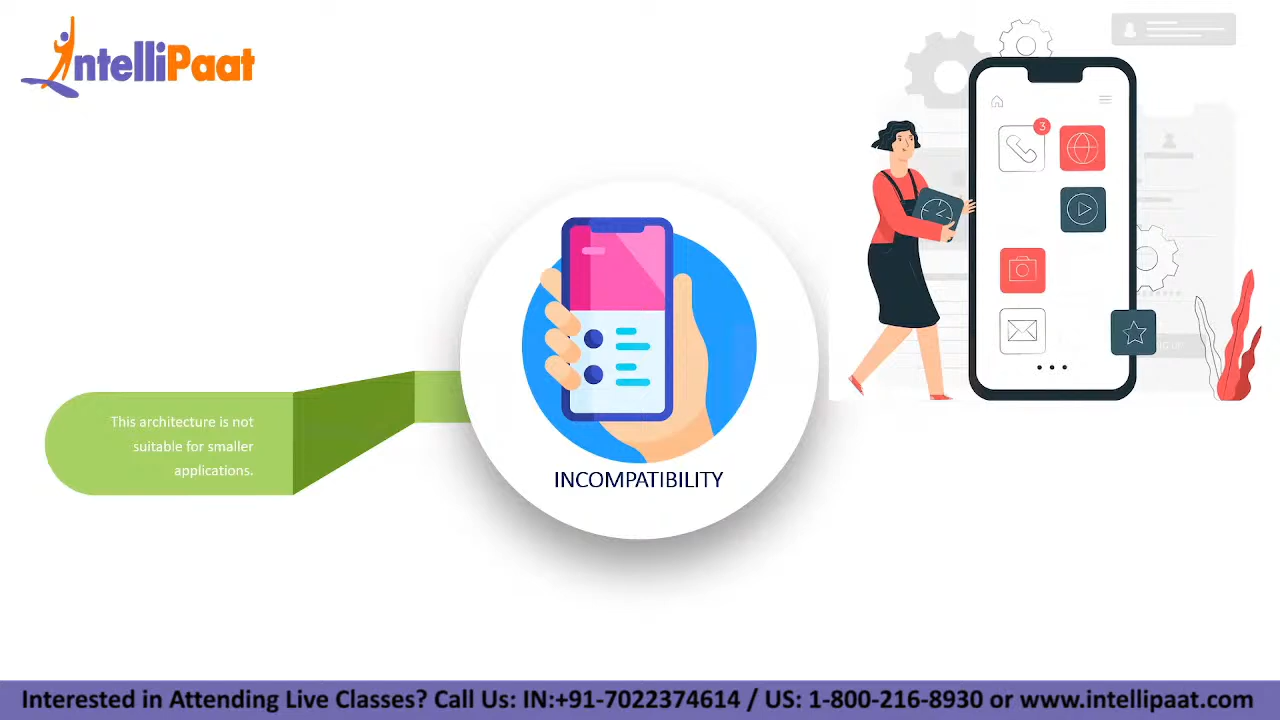 IntelliPaat
3
This architecture is not
suitable for smaller
applications.
INCOMPATIBILITY
Interested in Attending Live Classes? Call Us: IN:+91-7022374614 / US: 1-800-216-8930 or www.intellipaat.com